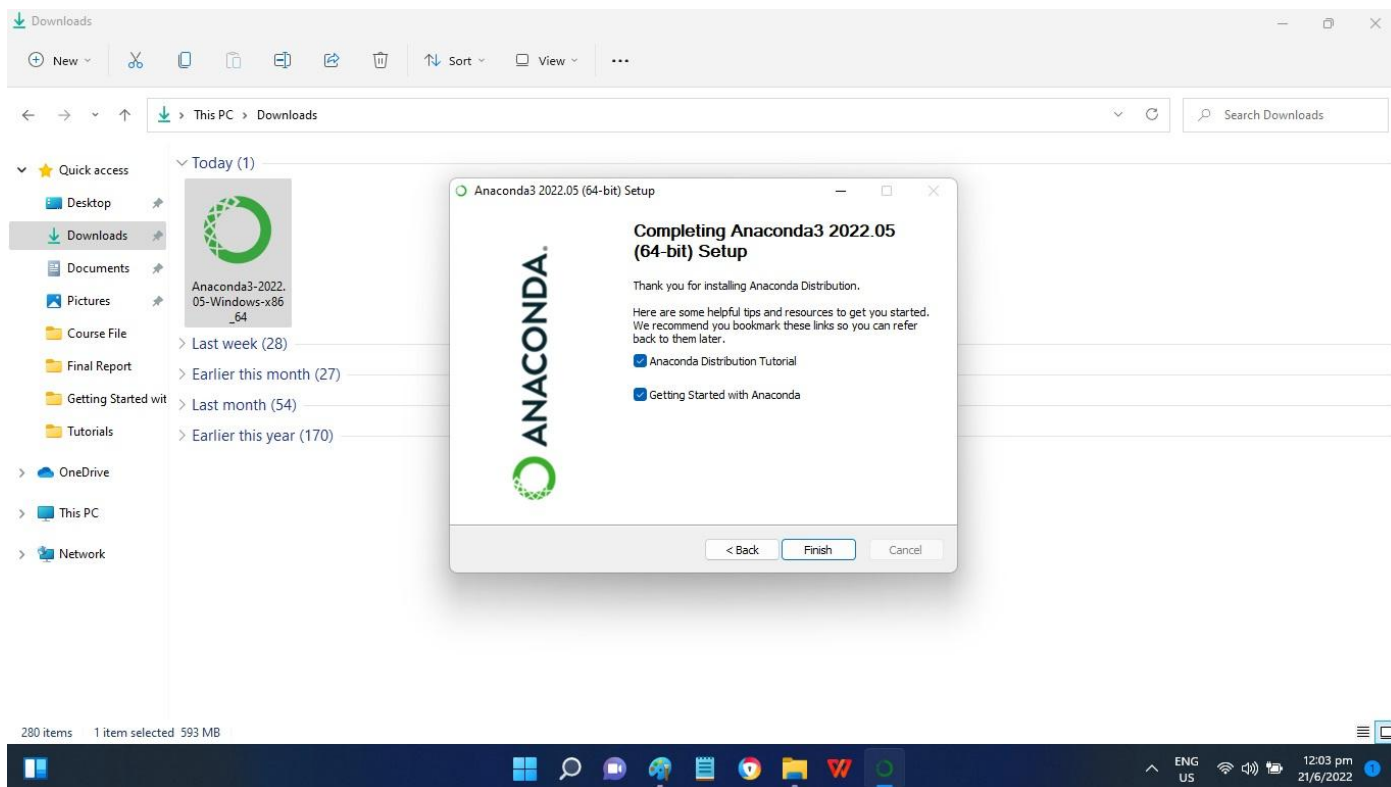 Downloads
New
Sort
View
This PC > Downloads
Search Downloads
Quick access
Desktop
Downloads
Documents
Pictures
Course File
Final Report
Getting Started wit
Tutorials
OneDrive
This PC
Network
Today (1)
Anaconda3-2022.
05-Windows-x86
_64
Last week (28)
Earlier this month (27)
Last month (54)
Earlier this year (170)
Anaconda3 2022.05 (64-bit) Setup
ANACONDA.
Completing Anaconda3 2022.05
(64-bit) Setup
Thank you for installing Anaconda Distribution.
Here are some helpful tips and resources to get you started.
We recommend you bookmark these links so you can refer
back to them later.
Anaconda Distribution Tutorial
Getting Started with Anaconda
< Back
Finish
Cancel
280 items 1 item selected 593 MB
W
ENG
US
12:03 pm
21/6/2022
1